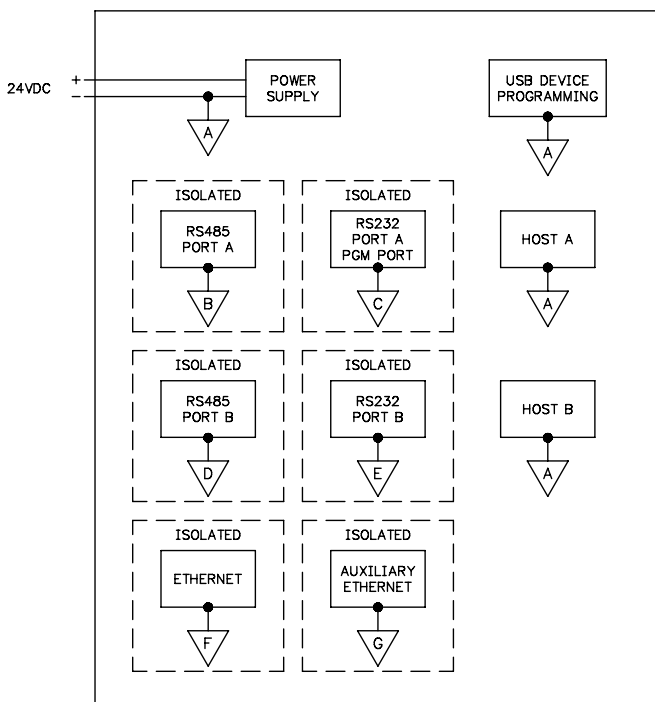 24VDC
+
-
POWER
SUPPLY
A
USB DEVICE
PROGRAMMING
A
ISOLATED
RS485
PORT A
B
ISOLATED
RS232
PORT A
PGM PORT
C
HOST A
A
ISOLATED
RS485
PORT B
D
ISOLATED
RS232
PORT B
E
HOST B
A
ISOLATED
ETHERNET
F
ISOLATED
AUXILIARY
ETHERNET
G